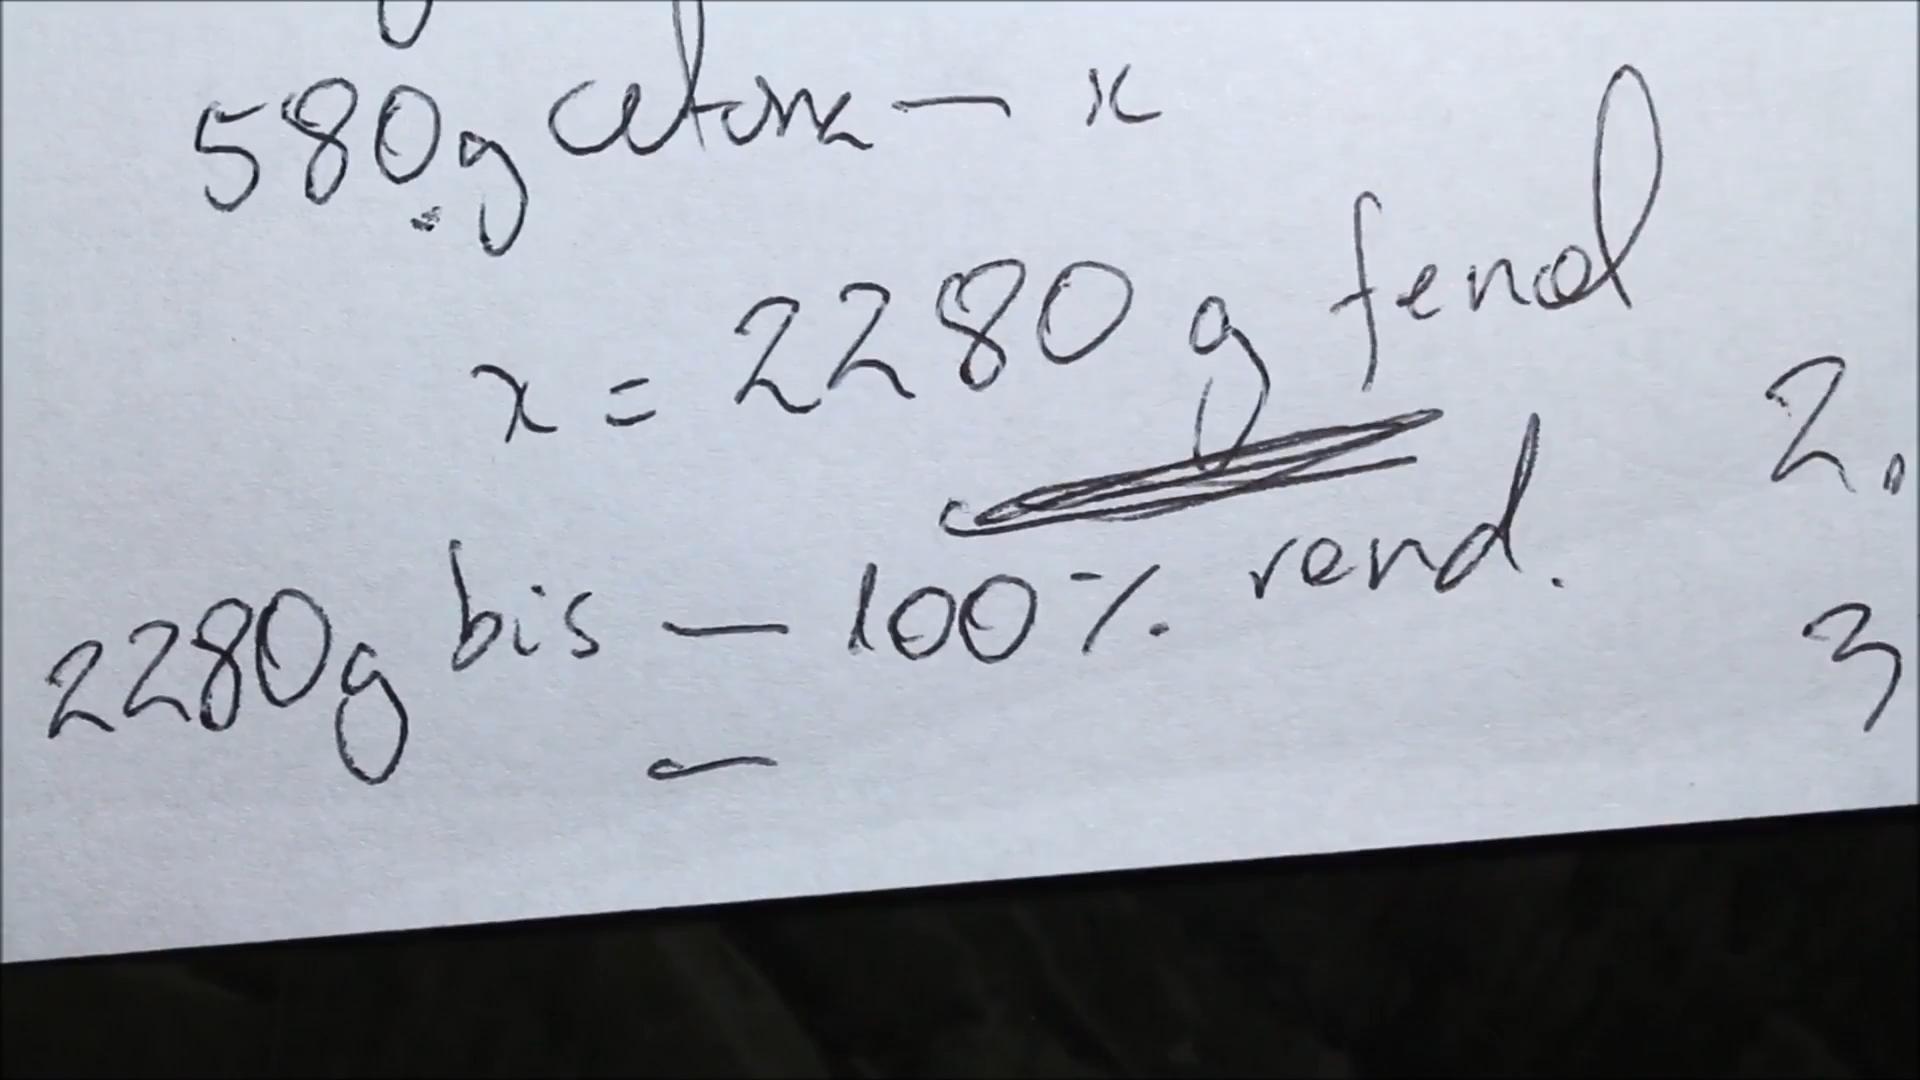 580g cetona — x
x = 2280 g fenol
2.
2280g bis — 100% rend.
3
—